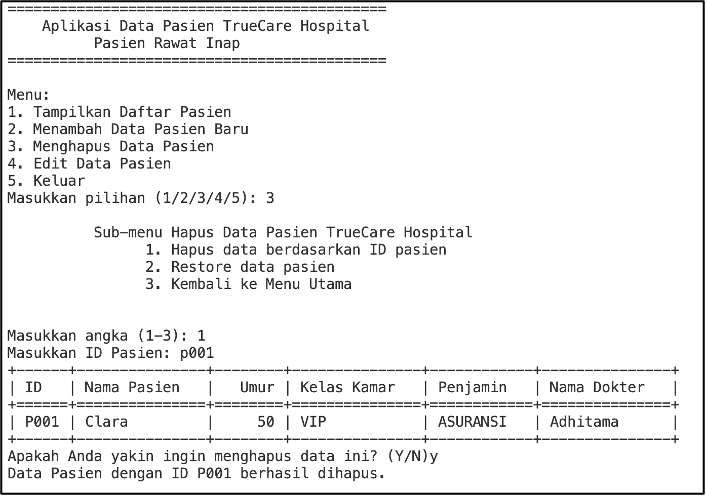 ============================================
    Aplikasi Data Pasien TrueCare Hospital
          Pasien Rawat Inap
============================================

Menu:
1. Tampilkan Daftar Pasien
2. Menambah Data Pasien Baru
3. Menghapus Data Pasien
4. Edit Data Pasien
5. Keluar
Masukkan pilihan (1/2/3/4/5): 3

          Sub-menu Hapus Data Pasien TrueCare Hospital
                1. Hapus data berdasarkan ID pasien
                2. Restore data pasien
                3. Kembali ke Menu Utama


Masukkan angka (1-3): 1
Masukkan ID Pasien: p001
+------+---------------+--------+---------------+------------+---------------+
| ID   | Nama Pasien   |   Umur | Kelas Kamar   | Penjamin   | Nama Dokter   |
+======+===============+========+===============+============+===============+
| P001 | Clara         |     50 | VIP           | ASURANSI   | Adhitama      |
+------+---------------+--------+---------------+------------+---------------+
Apakah Anda yakin ingin menghapus data ini? (Y/N)y
Data Pasien dengan ID P001 berhasil dihapus.